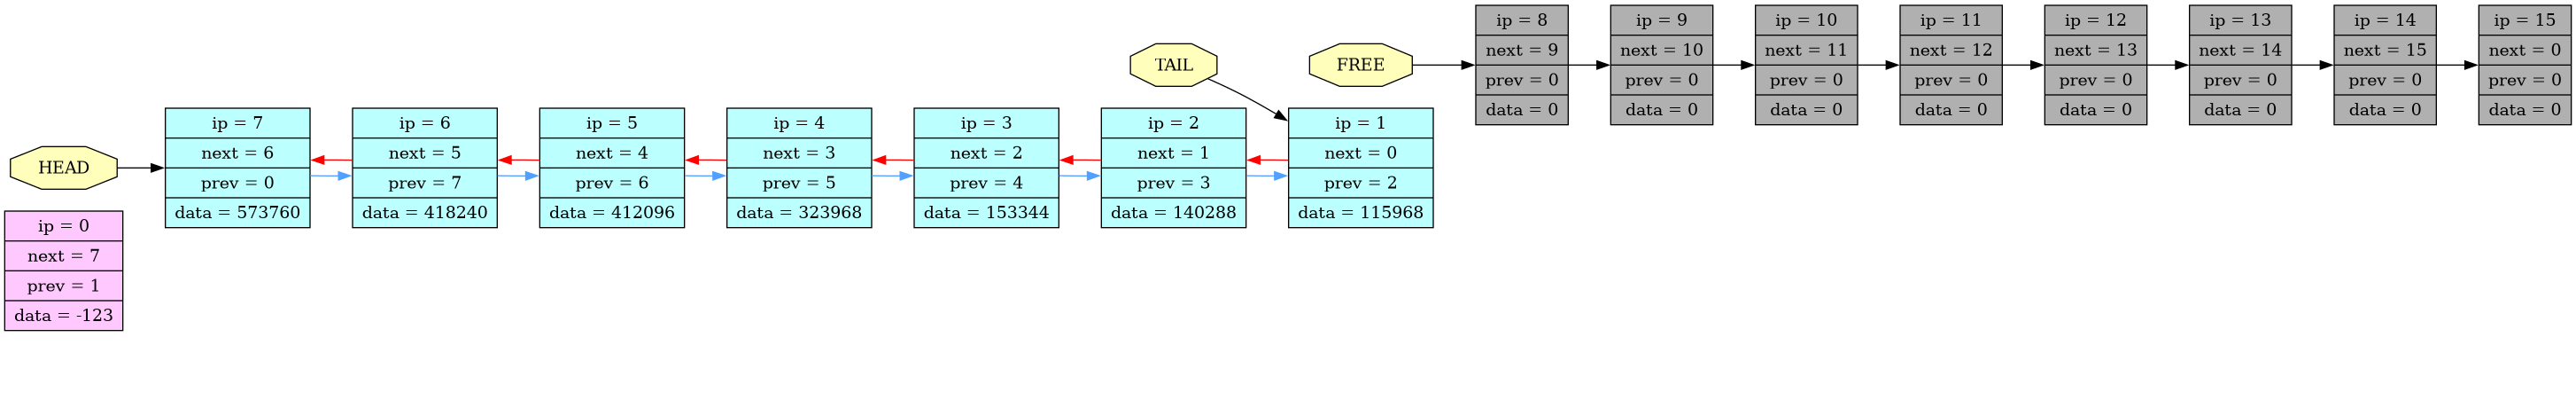 HEAD
ip = 0
next = 7
prev = 1
data = -123
ip = 7
next = 6
prev = 0
data = 573760
ip = 6
next = 5
prev = 7
data = 418240
ip = 5
next = 4
prev = 6
data = 412096
ip = 4
next = 3
prev = 5
data = 323968
ip = 3
next = 2
prev = 4
data = 153344
ip = 2
next = 1
prev = 3
data = 140288
TAIL
ip = 1
next = 0
prev = 2
data = 115968
FREE
ip = 8
next = 9
prev = 0
data = 0
ip = 9
next = 10
prev = 0
data = 0
ip = 10
next = 11
prev = 0
data = 0
ip = 11
next = 12
prev = 0
data = 0
ip = 12
next = 13
prev = 0
data = 0
ip = 13
next = 14
prev = 0
data = 0
ip = 14
next = 15
prev = 0
data = 0
ip = 15
next = 0
prev = 0
data = 0